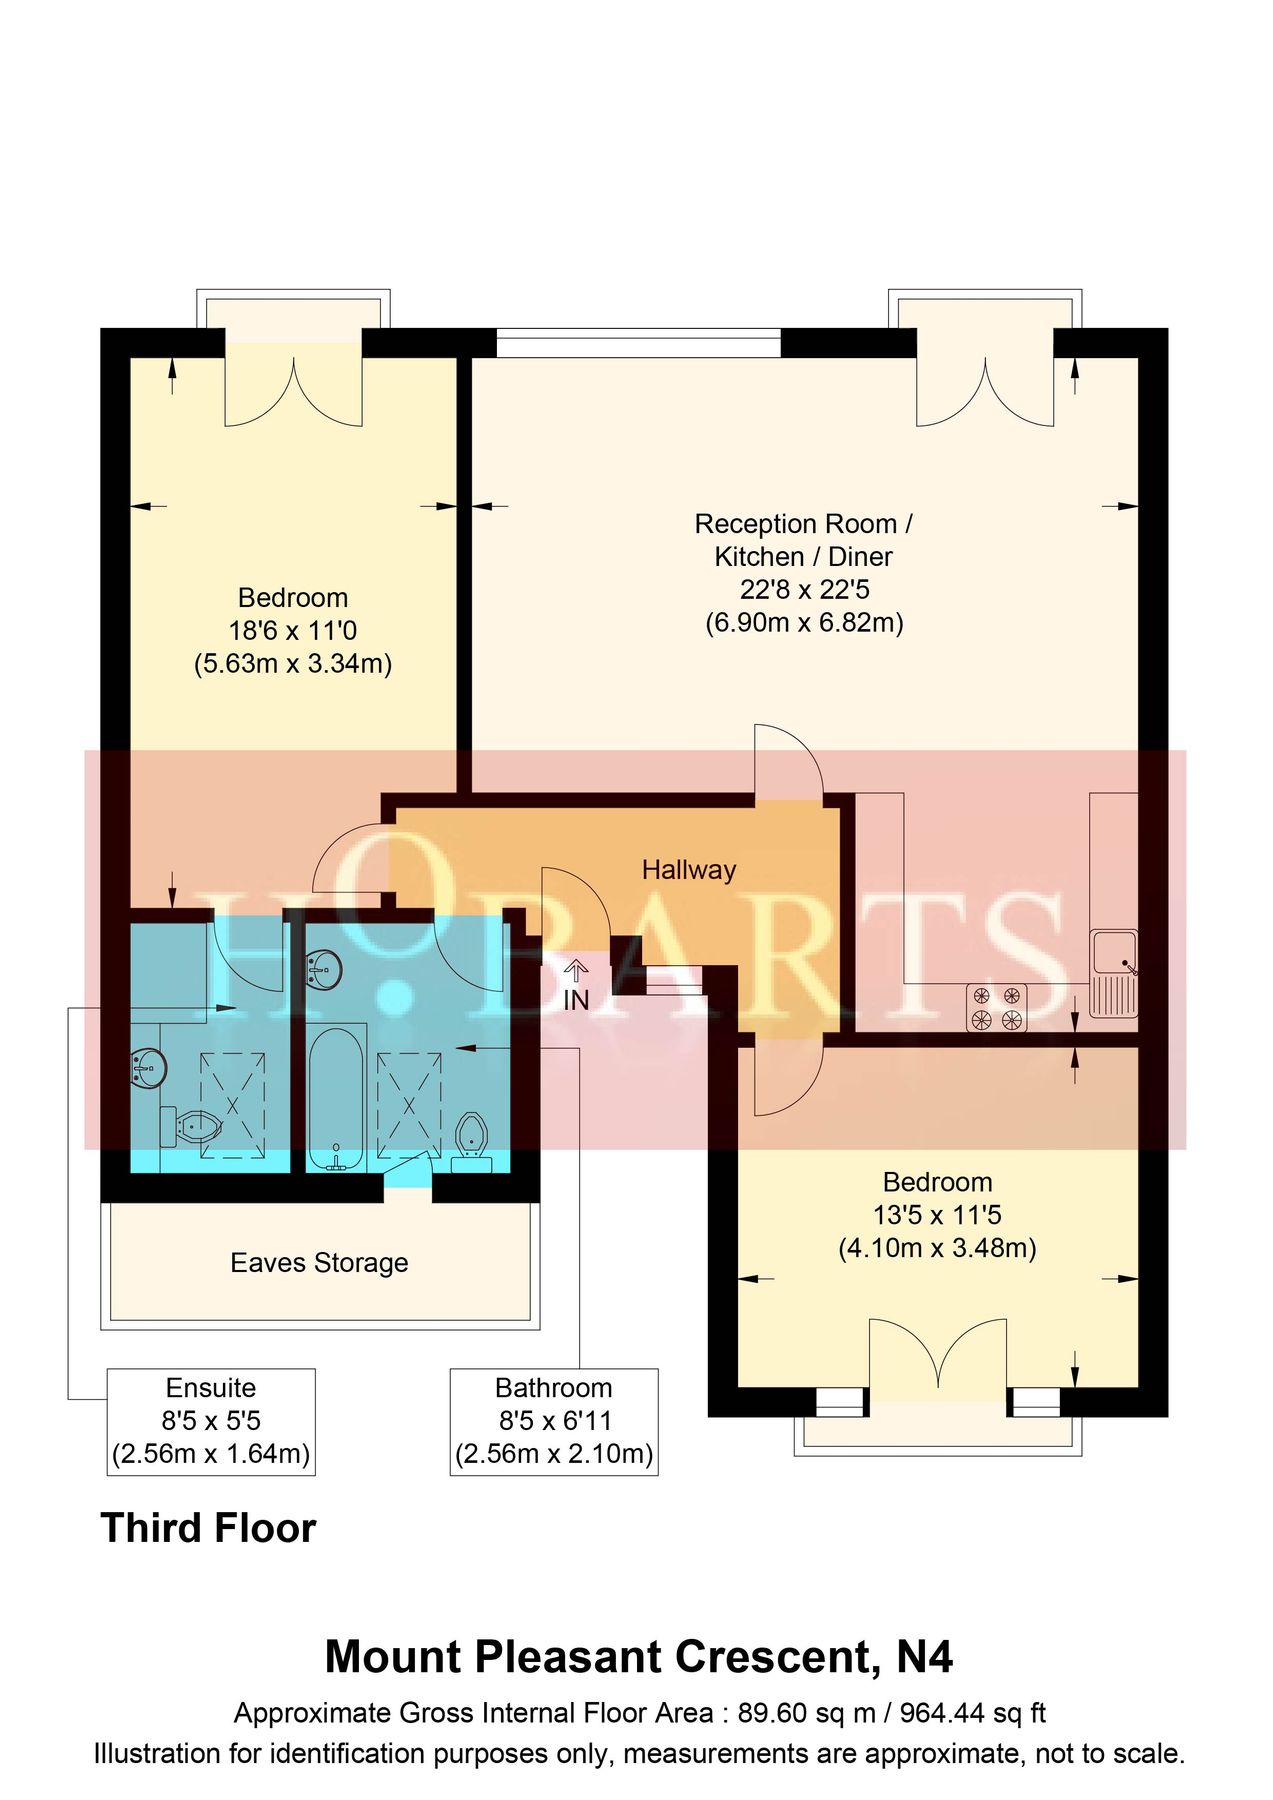 Reception Room /
Kitchen / Diner
22'8 x 22'5
(6.90m x 6.82m)
Bedroom
18'6 x 11'0
(5.63m x 3.34m)
Hallway
HOBARTS
IN
Bedroom
13'5 x 11'5
(4.10m x 3.48m)
Eaves Storage
Ensuite
8'5 x 5'5
(2.56m x 1.64m)
Bathroom
8'5 x 6'11
(2.56m x 2.10m)
Third Floor
Mount Pleasant Crescent, N4
Approximate Gross Internal Floor Area : 89.60 sq m / 964.44 sq ft
Illustration for identification purposes only, measurements are approximate, not to scale.